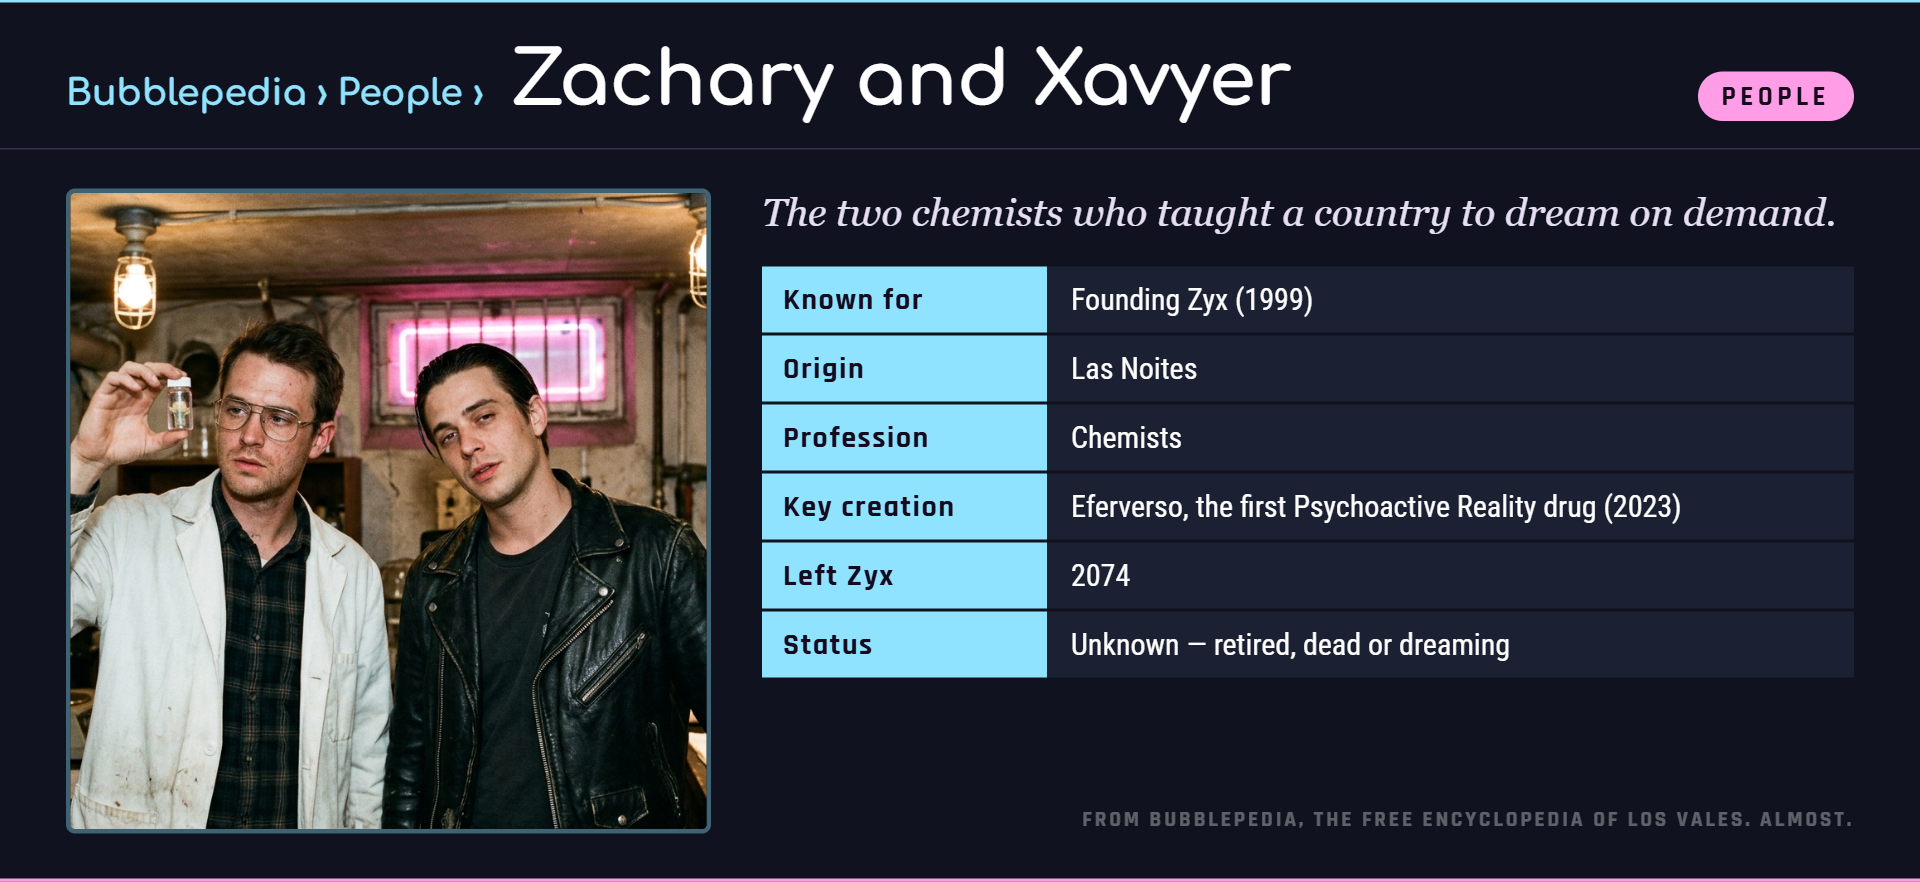 Bubblepedia › People › Zachary and Xavyer
PEOPLE
The two chemists who taught a country to dream on demand.
Known for Founding Zyx (1999)
Origin Las Noites
Profession Chemists
Key creation Eferverso, the first Psychoactive Reality drug (2023)
Left Zyx 2074
Status Unknown — retired, dead or dreaming
FROM BUBBLEPEDIA, THE FREE ENCYCLOPEDIA OF LOS VALES. ALMOST.